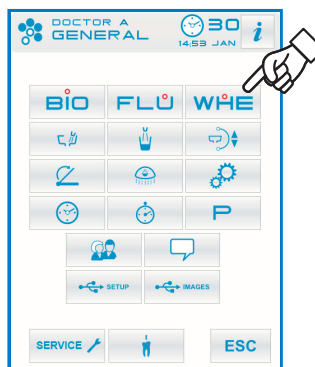 DOCTOR A
GENERAL
30
14:53 JAN
i
BIO FLU WHE
P
SETUP IMAGES
SERVICE ESC